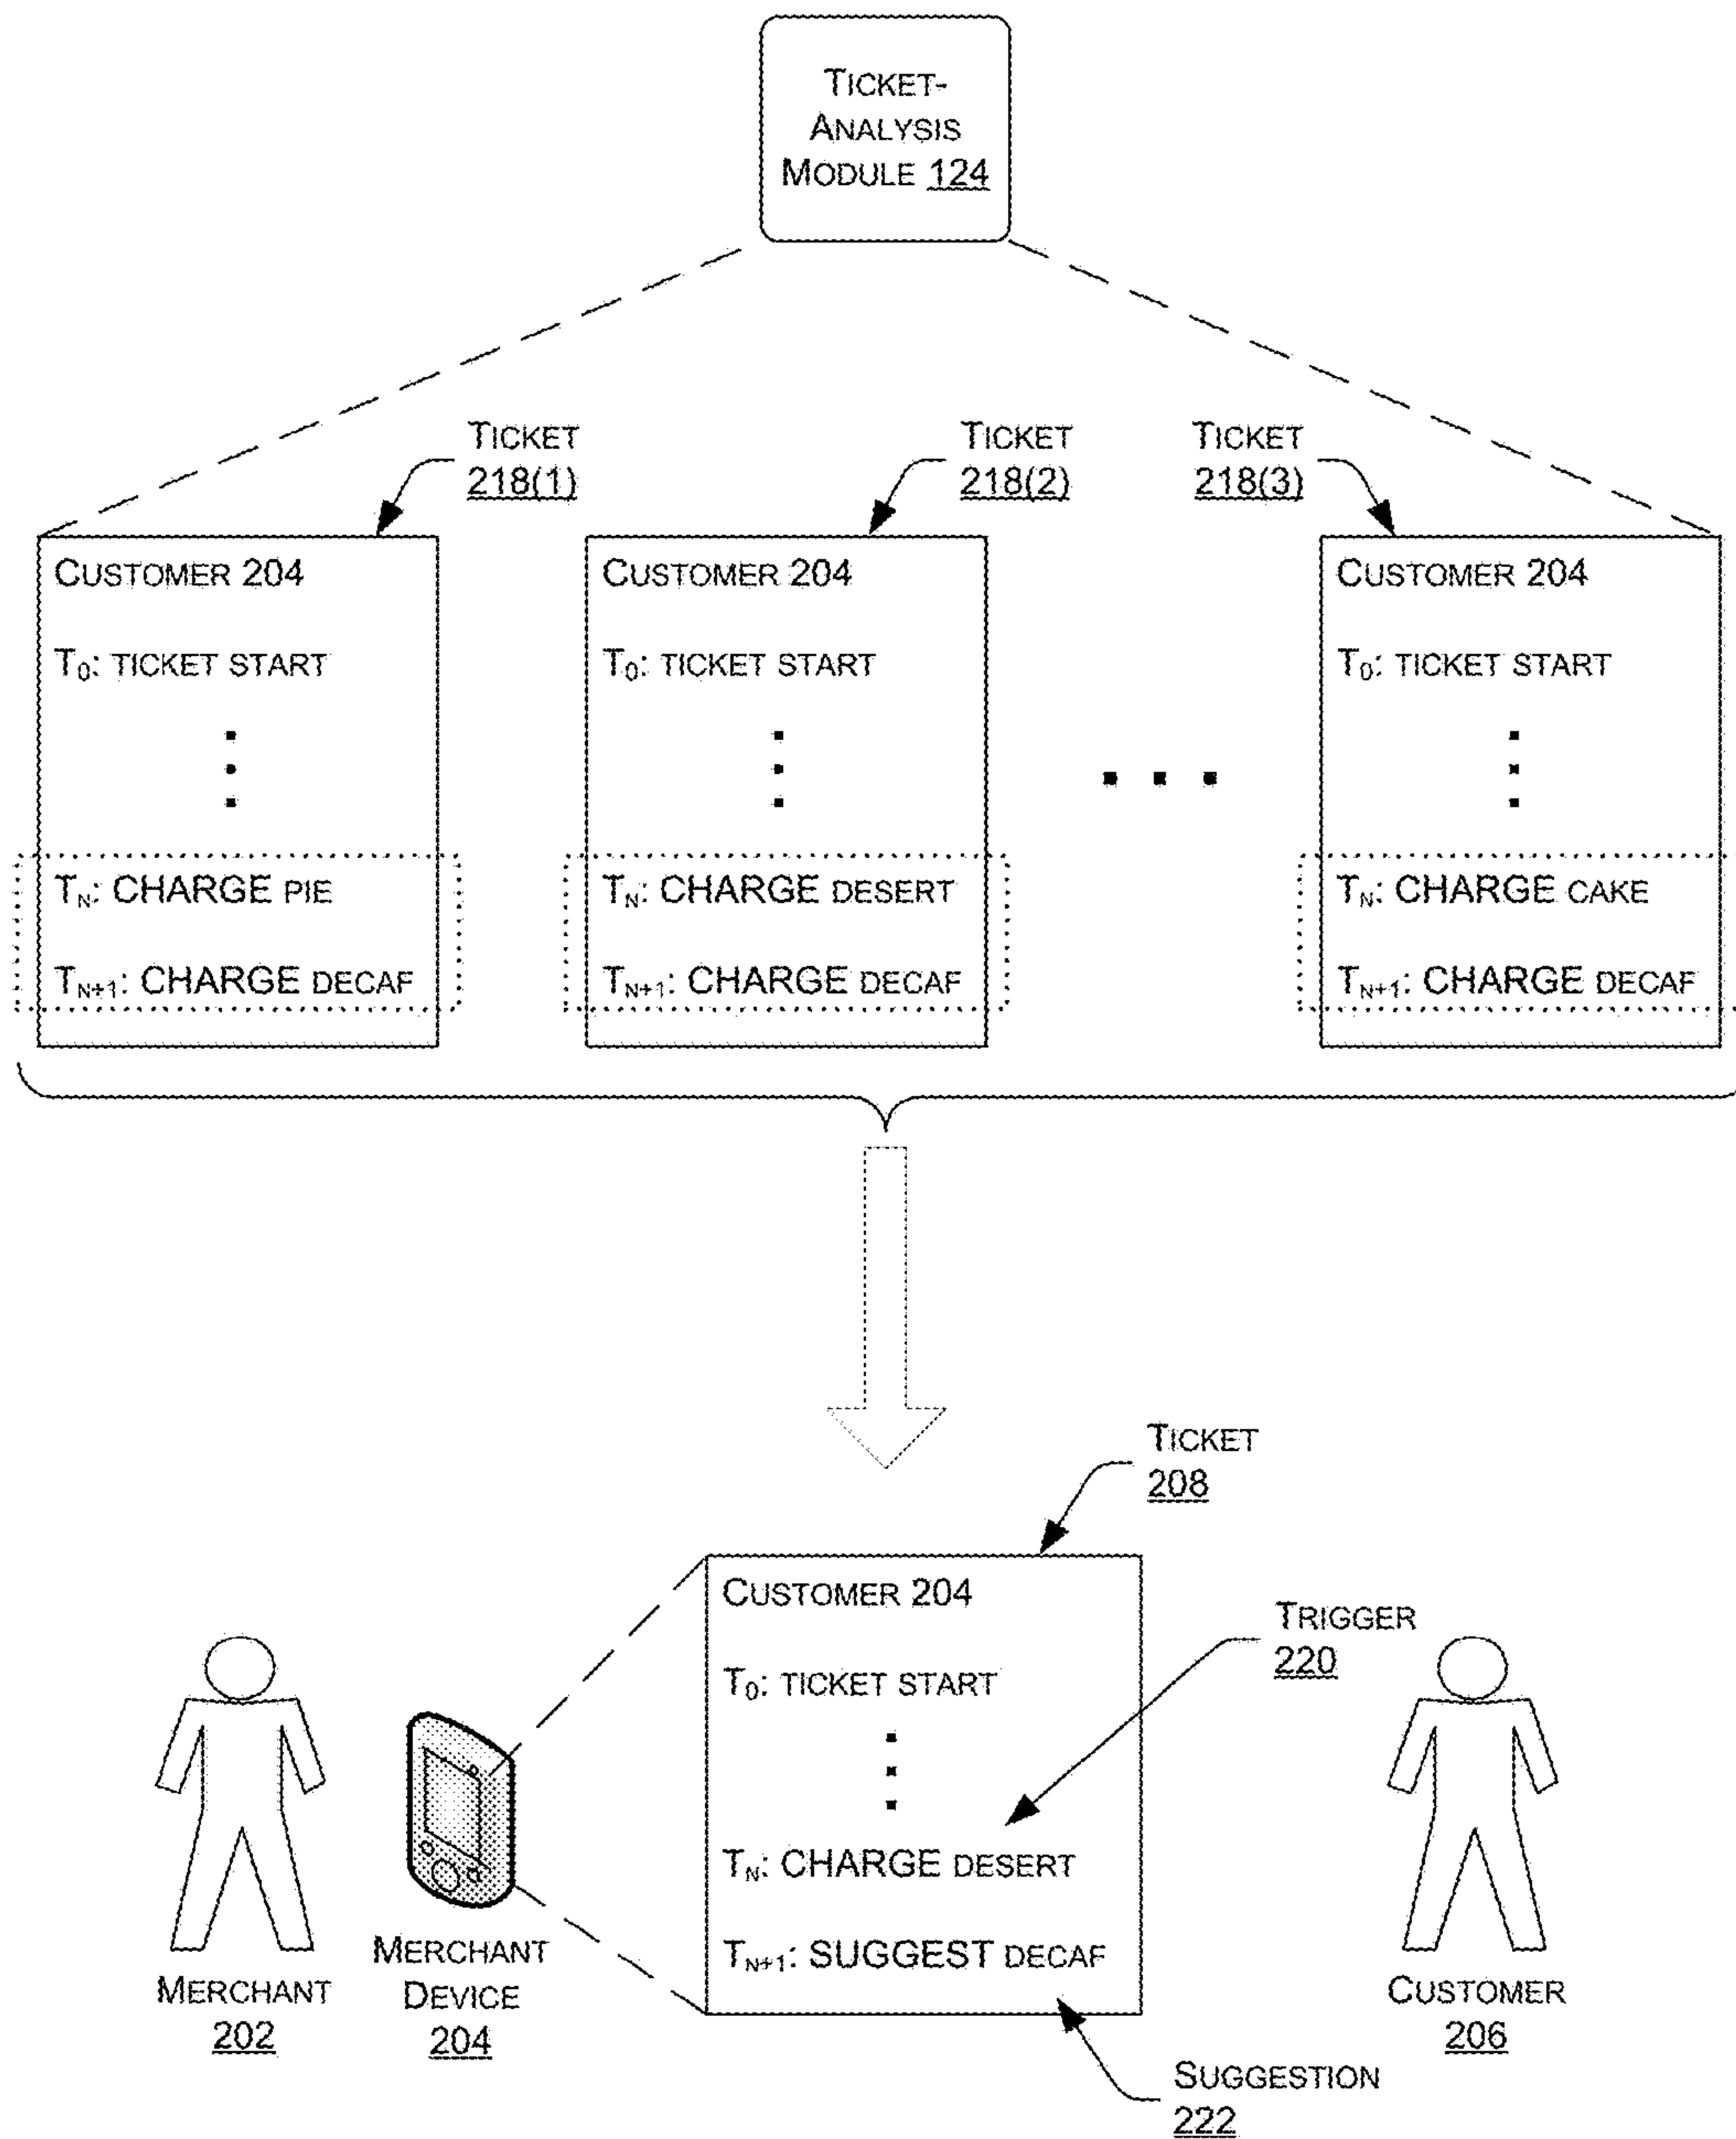 TICKET-
ANALYSIS
MODULE 124
TICKET
218(1)
TICKET
218(2)
TICKET
218(3)
CUSTOMER 204
T0: TICKET START
TN: CHARGE PIE
TN+1: CHARGE DECAF
CUSTOMER 204
T0: TICKET START
TN: CHARGE DESERT
TN+1: CHARGE DECAF
CUSTOMER 204
T0: TICKET START
TN: CHARGE CAKE
TN+1: CHARGE DECAF
TICKET
208
CUSTOMER 204
T0: TICKET START
TN: CHARGE DESERT
TN+1: SUGGEST DECAF
TRIGGER
220
MERCHANT
202
MERCHANT
DEVICE
204
CUSTOMER
206
SUGGESTION
222